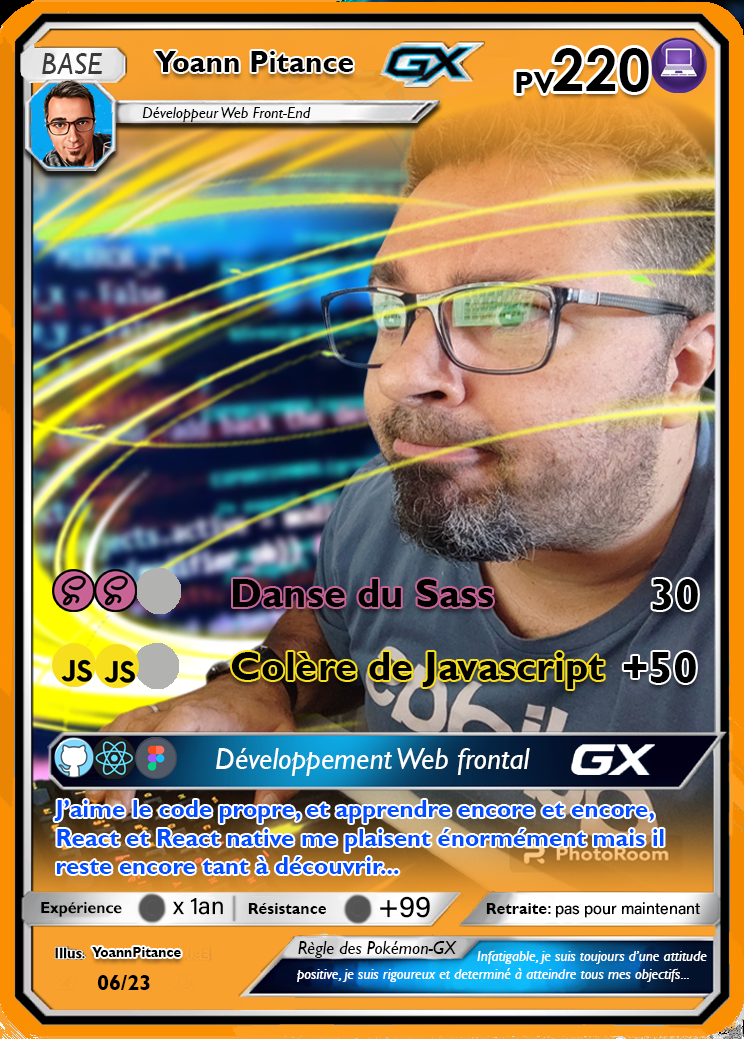 BASE
Yoann Pitance GX
PV220
Développeur Web Front-End
Danse du Sass 30
JS JS Colère de Javascript +50
Développement Web frontal GX
J'aime le code propre, et apprendre encore et encore,
React et React native me plaisent énormément mais il
reste encore tant à découvrir...
PhotoRoom
Expérience x 1an Résistance +99 Retraite: pas pour maintenant
Illus. YoannPitance
06/23
Règle des Pokémon-GX
Infatigable, je suis toujours d'une attitude
positive, je suis rigoureux et determiné à atteindre tous mes objectifs...